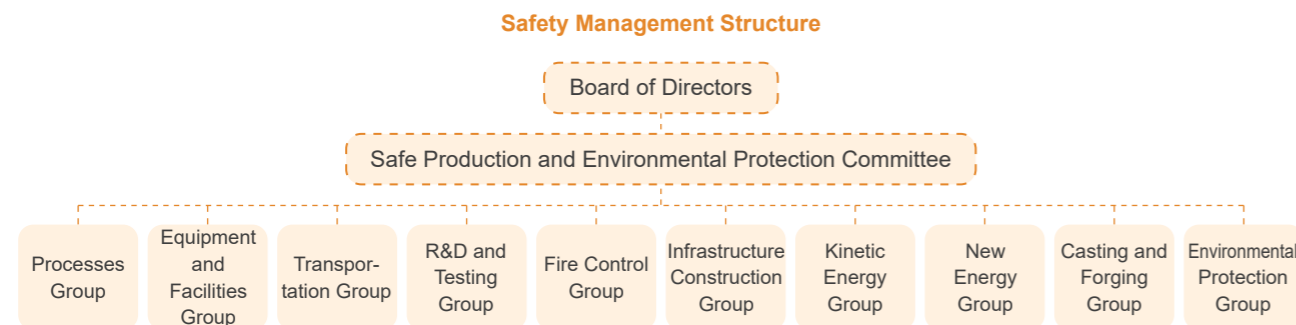 Safety Management Structure
Board of Directors
Safe Production and Environmental Protection Committee
Processes
Group
Equipment
and
Facilities
Group
Transpor-
tation Group
R&D and
Testing
Group
Fire Control
Group
Infrastructure
Construction
Group
Kinetic
Energy
Group
New
Energy
Group
Casting and
Forging
Group
Environmental
Protection
Group